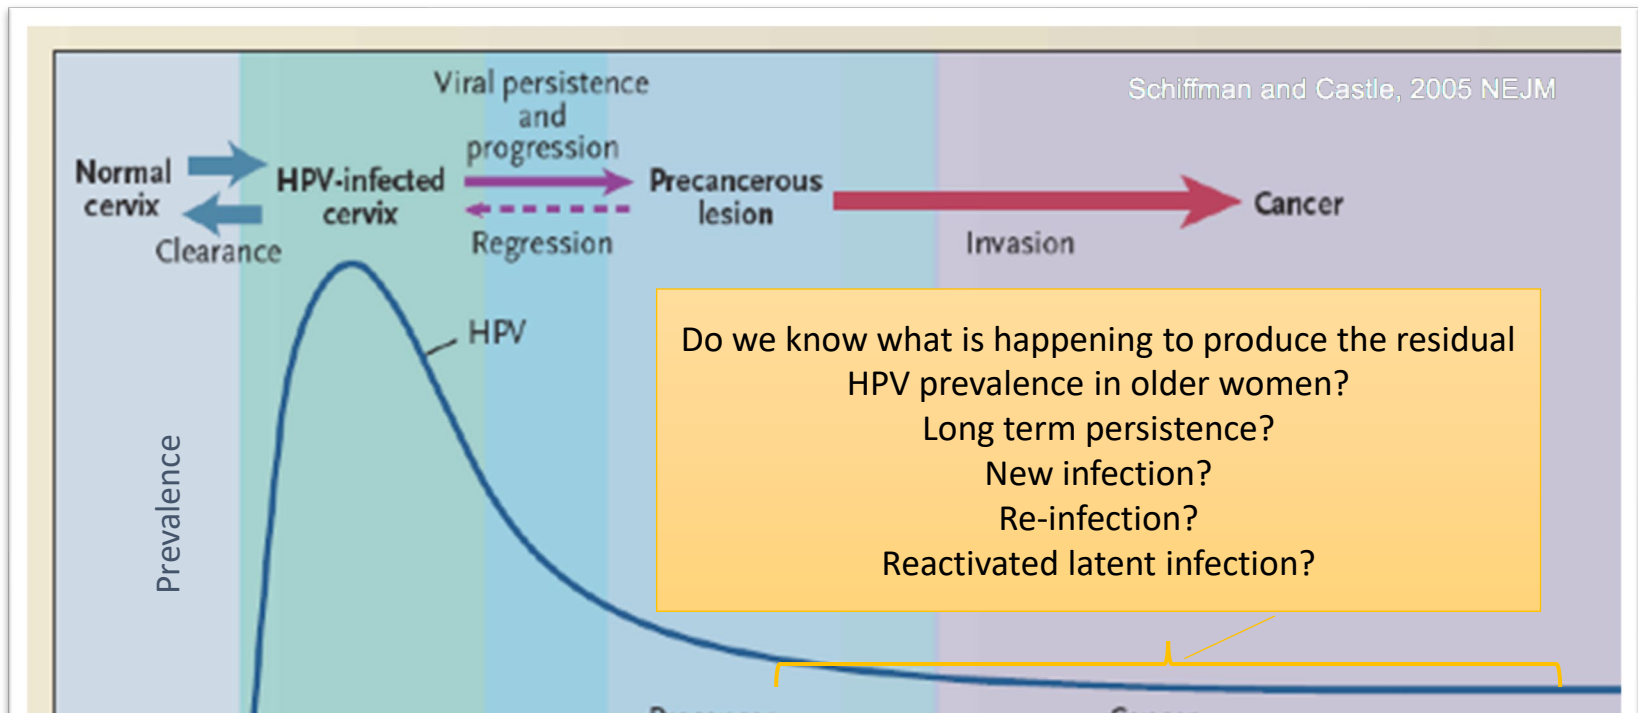 Schiffman and Castle, 2005 NEJM
Viral persistence
and
progression
Normal
cervix
HPV-infected
cervix
Precancerous
lesion
Cancer
Clearance
Regression
Invasion
HPV
Prevalence
Do we know what is happening to produce the residual
HPV prevalence in older women?
Long term persistence?
New infection?
Re-infection?
Reactivated latent infection?